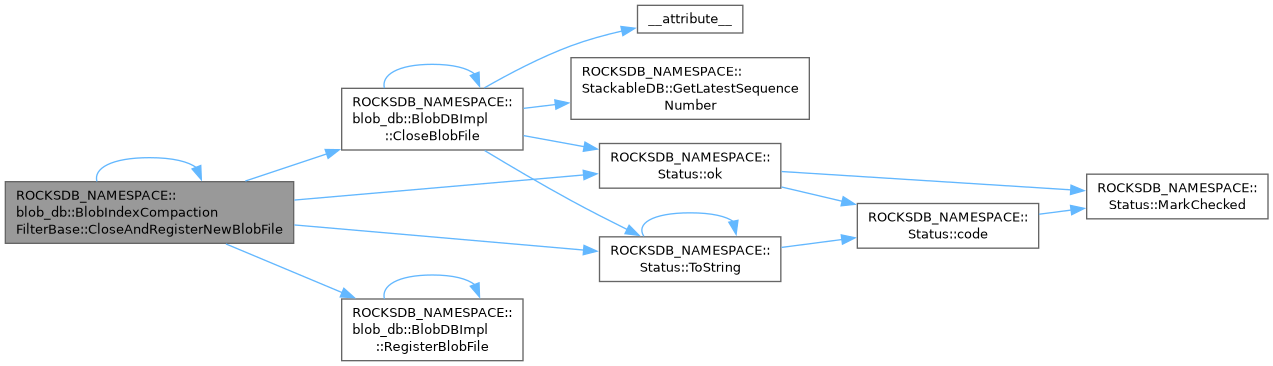 ROCKSDB_NAMESPACE::
blob_db::BlobIndexCompaction
FilterBase::CloseAndRegisterNewBlobFile
ROCKSDB_NAMESPACE::
blob_db::BlobDBImpl
::CloseBlobFile
__attribute__
ROCKSDB_NAMESPACE::
StackableDB::GetLatestSequence
Number
ROCKSDB_NAMESPACE::
Status::ok
ROCKSDB_NAMESPACE::
Status::MarkChecked
ROCKSDB_NAMESPACE::
Status::code
ROCKSDB_NAMESPACE::
Status::ToString
ROCKSDB_NAMESPACE::
blob_db::BlobDBImpl
::RegisterBlobFile